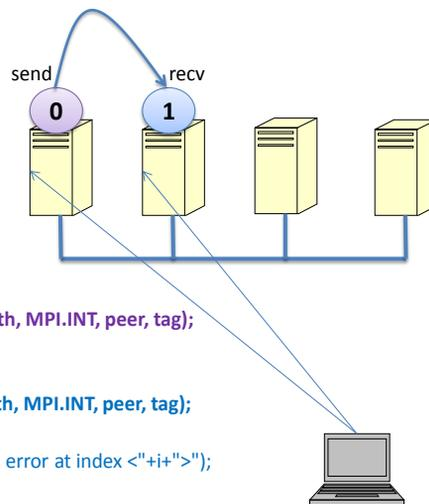 send recv
0 1
th, MPI.INT, peer, tag);
th, MPI.INT, peer, tag);
error at index <"+i+">");